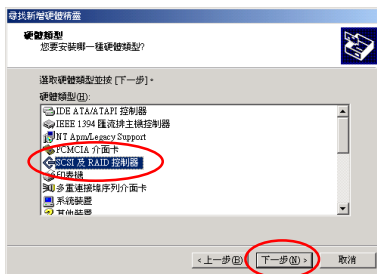 尋找新增硬體精靈
硬體類型
您要安裝哪一種硬體類型?
選取硬體類型並按 [下一步]。
硬體類型(H):
IDE ATA/ATAPI 控制器
IEEE 1394 匯流排主機控制器
NT Apm/Legacy Support
PCMCIA 介面卡
SCSI 及 RAID 控制器
印表機
多重連接埠序列介面卡
系統裝置
其他裝置
<上一步(B) 下一步(N) > 取消